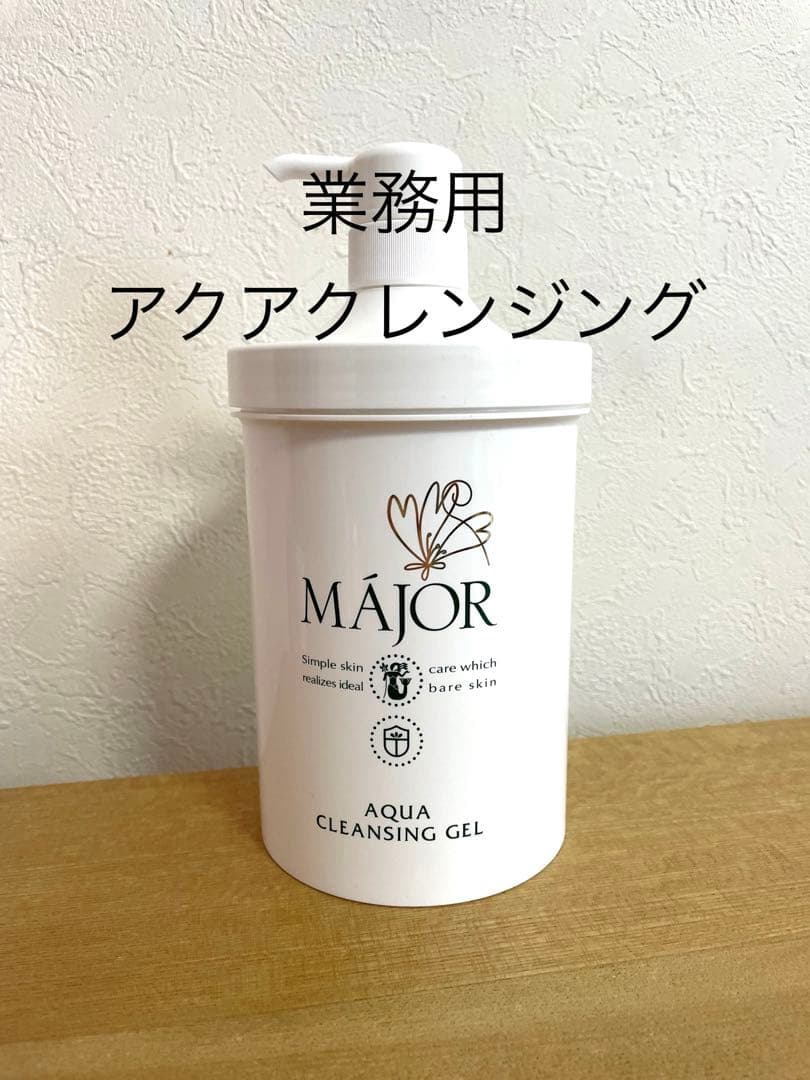 業務用
アクアクレンジング
MÁJOR
Simple skin care which
realizes ideal bare skin
AQUA
CLEANSING GEL